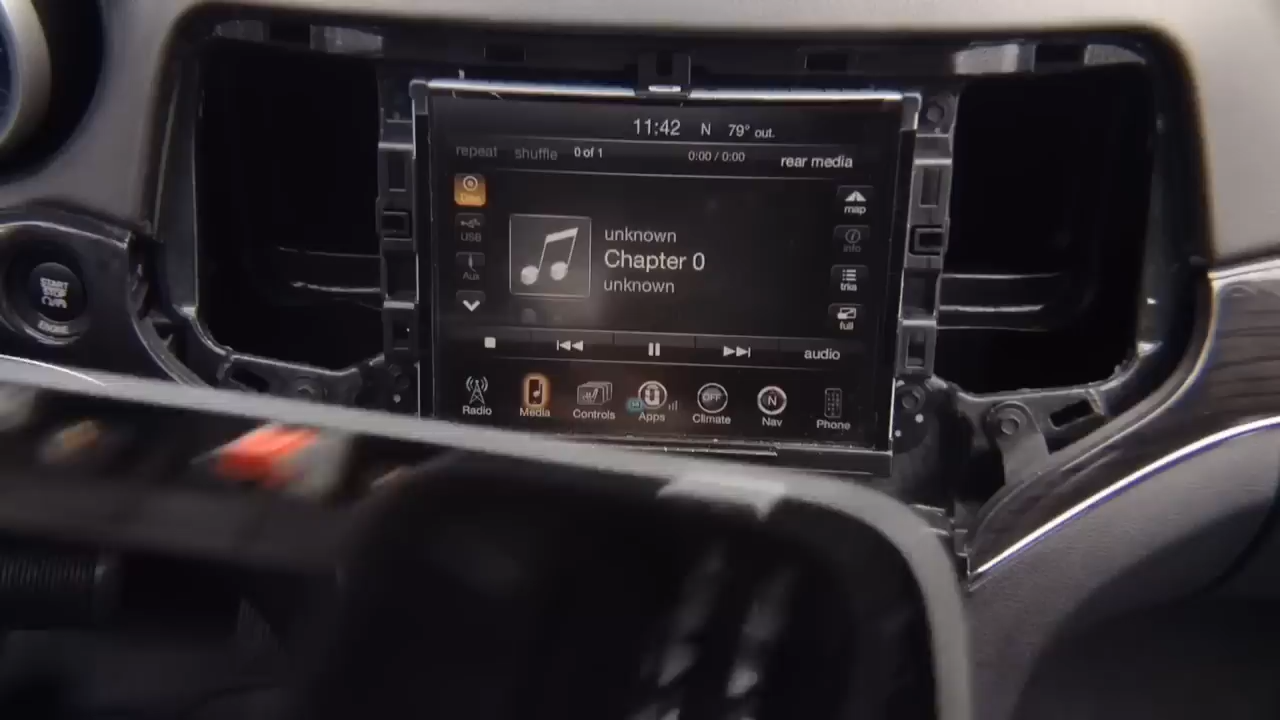 11:42 N 79° out.
repeat shuffle 0 of 1 0:00 / 0:00 rear media
Disc
USB
Aux
map
info
trks
full
unknown
Chapter 0
unknown
audio
Radio Media Controls Apps Climate Nav Phone
OFF
N
START
STOP
ENGINE